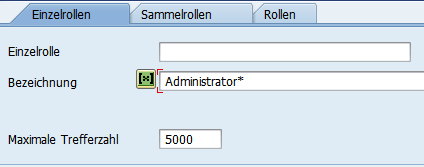 Einzelrollen Sammelrollen Rollen
Einzelrolle
Bezeichnung Administrator*
Maximale Trefferzahl 5000